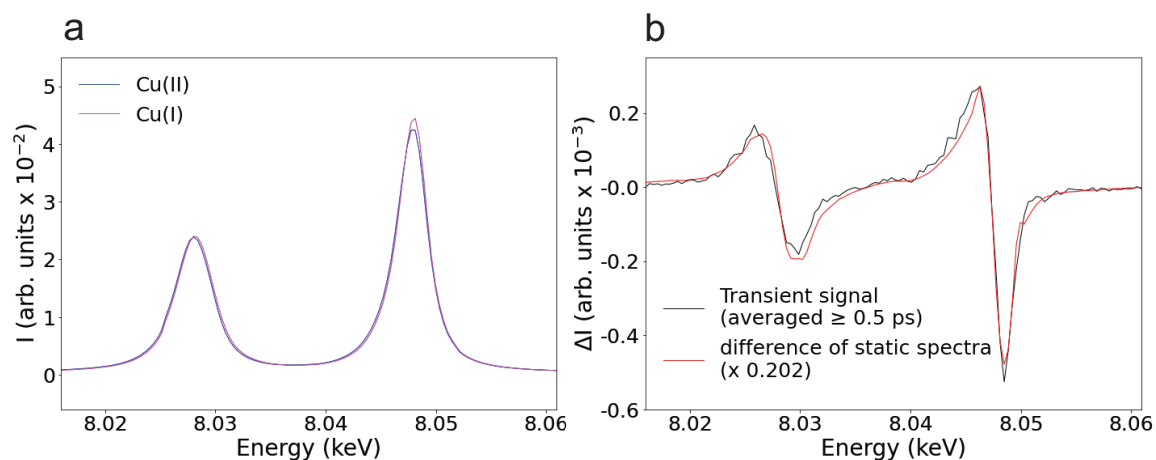 a
I (arb. units x 10⁻²)
5
4
3
2
1
0
Cu(II)
Cu(I)
8.02 8.03 8.04 8.05 8.06
Energy (keV)
b
ΔI (arb. units x 10⁻³)
0.2
-0.0
-0.2
-0.4
-0.6
Transient signal
(averaged ≥ 0.5 ps)
difference of static spectra
(x 0.202)
8.02 8.03 8.04 8.05 8.06
Energy (keV)